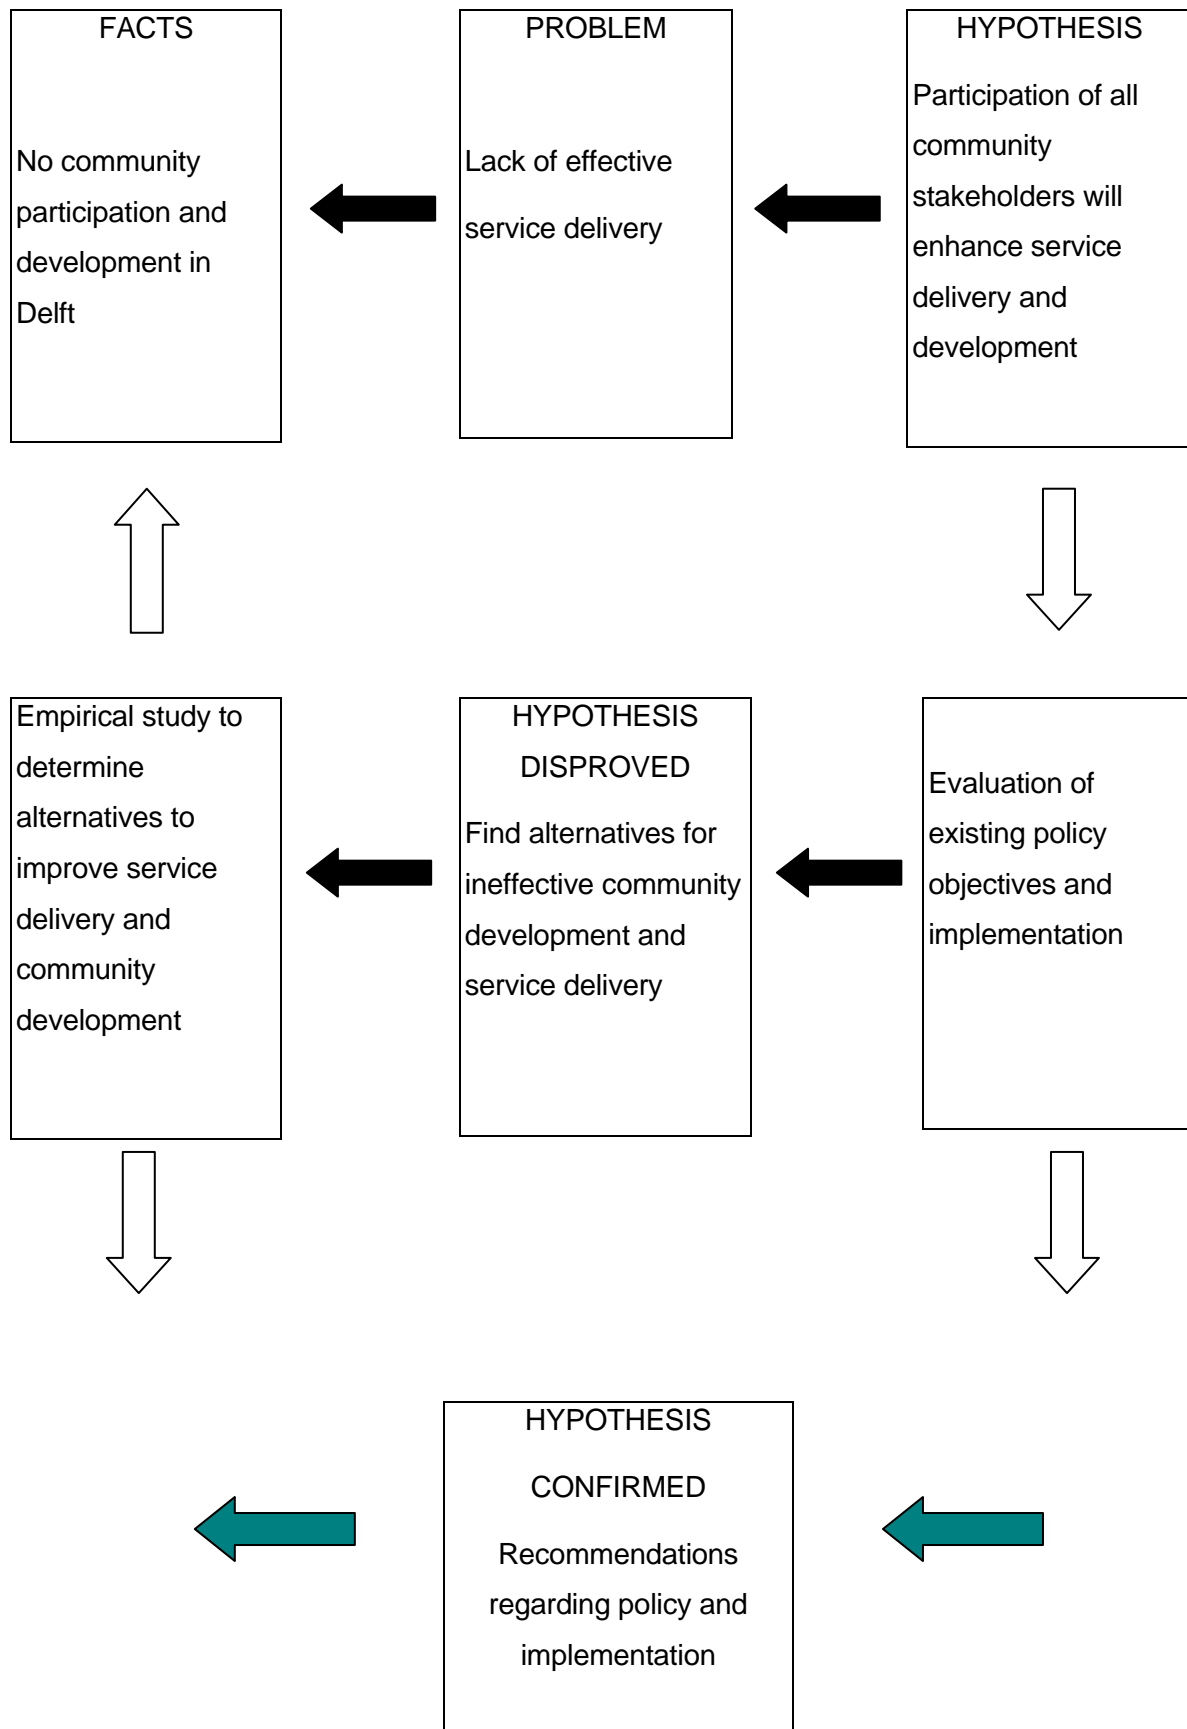 FACTS
No community
participation and
development in
Delft
PROBLEM
Lack of effective
service delivery
HYPOTHESIS
Participation of all
community
stakeholders will
enhance service
delivery and
development
Empirical study to
determine
alternatives to
improve service
delivery and
community
development
HYPOTHESIS
DISPROVED
Find alternatives for
ineffective community
development and
service delivery
Evaluation of
existing policy
objectives and
implementation
HYPOTHESIS
CONFIRMED
Recommendations
regarding policy and
implementation